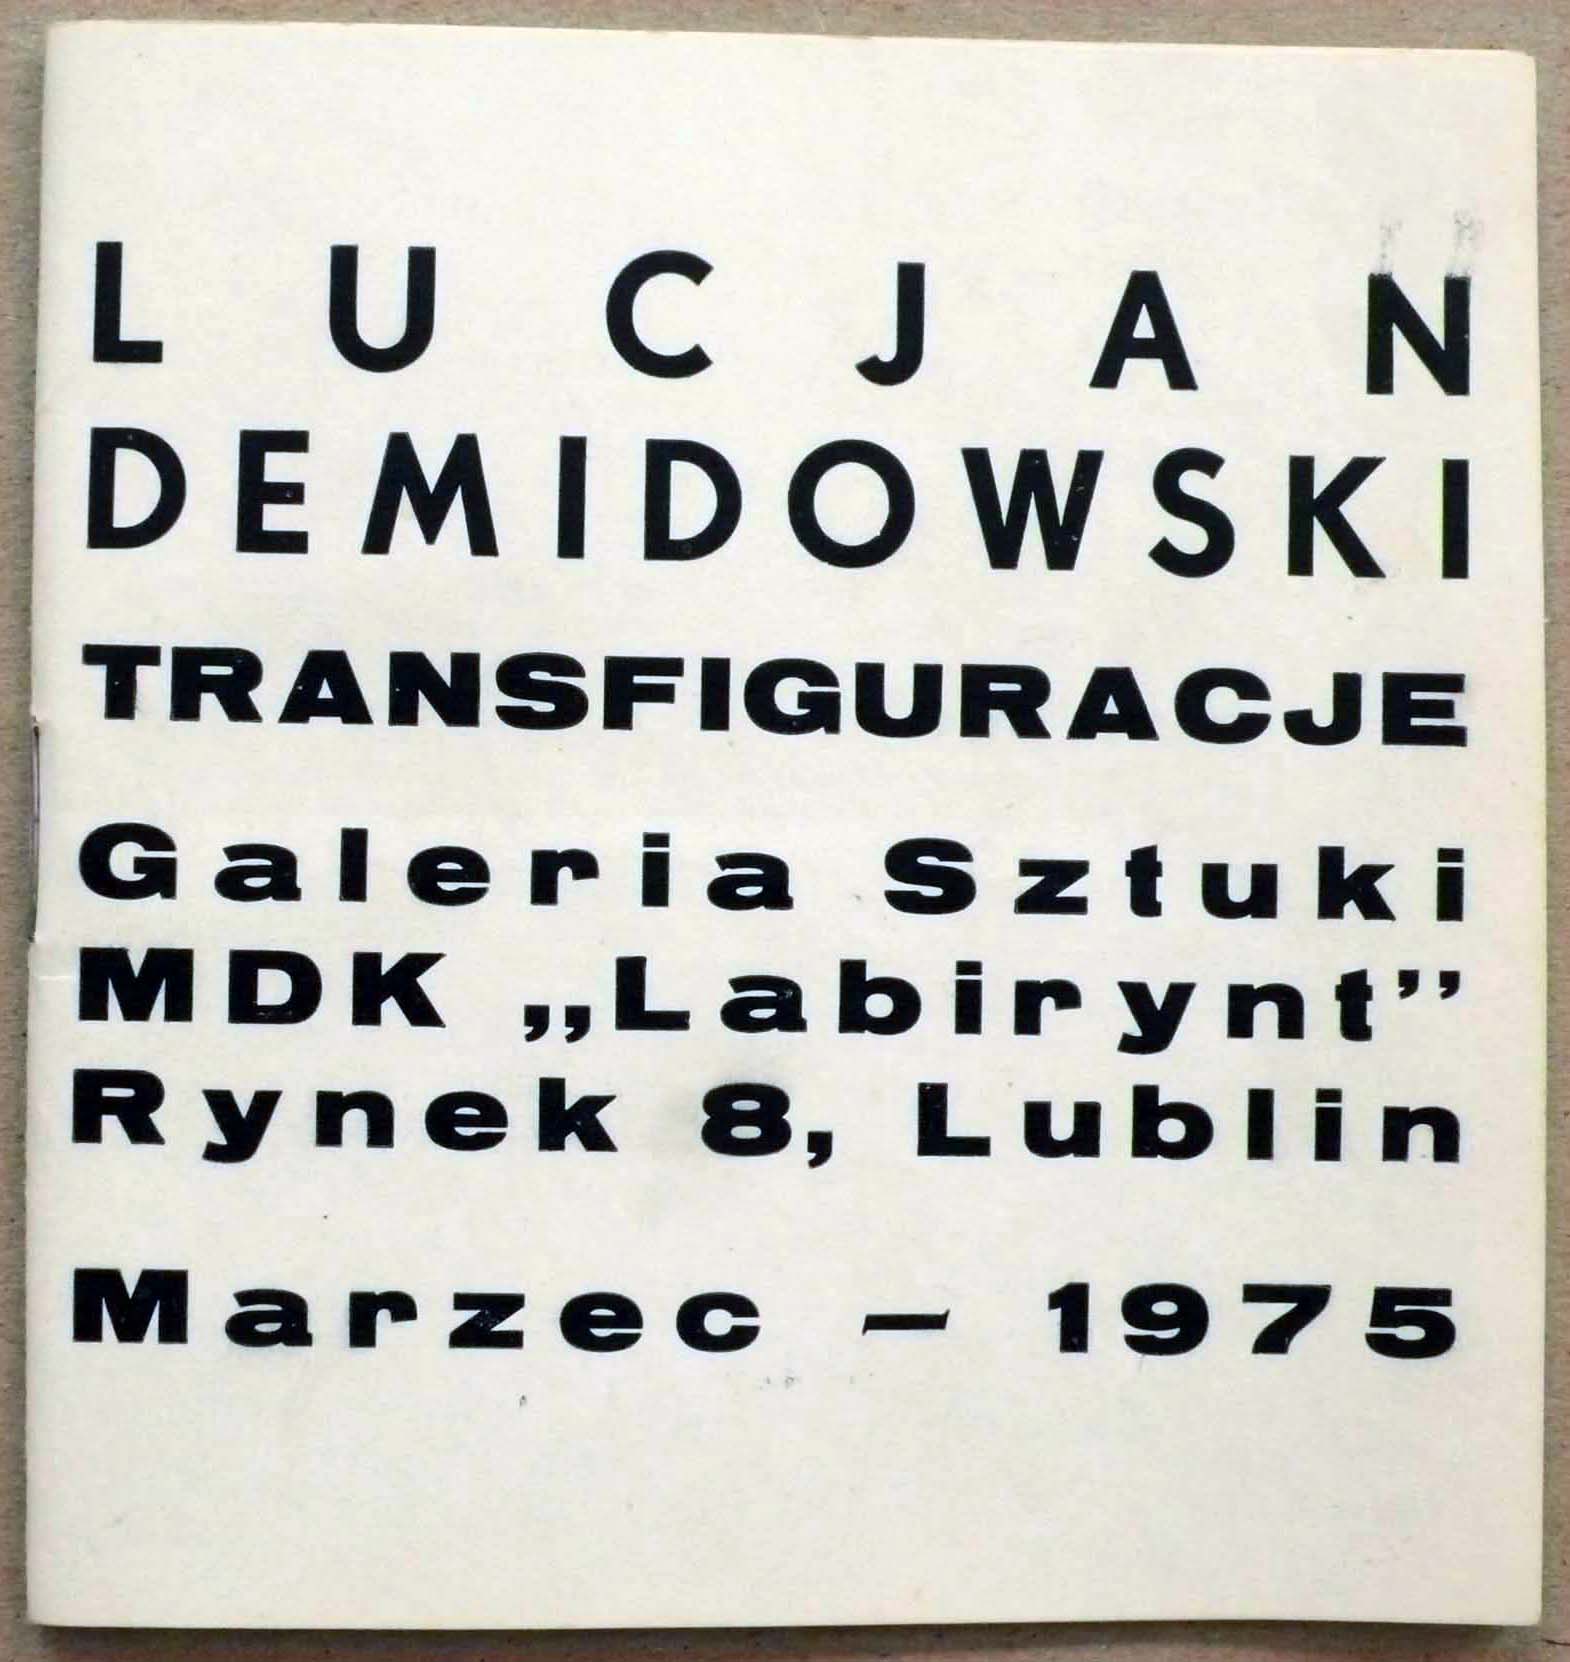 LUCJAN
DEMIDOWSKI
TRANSFIGURACJE
Galeria Sztuki
MDK „Labirynt”
Rynek 8, Lublin
Marzec — 1975